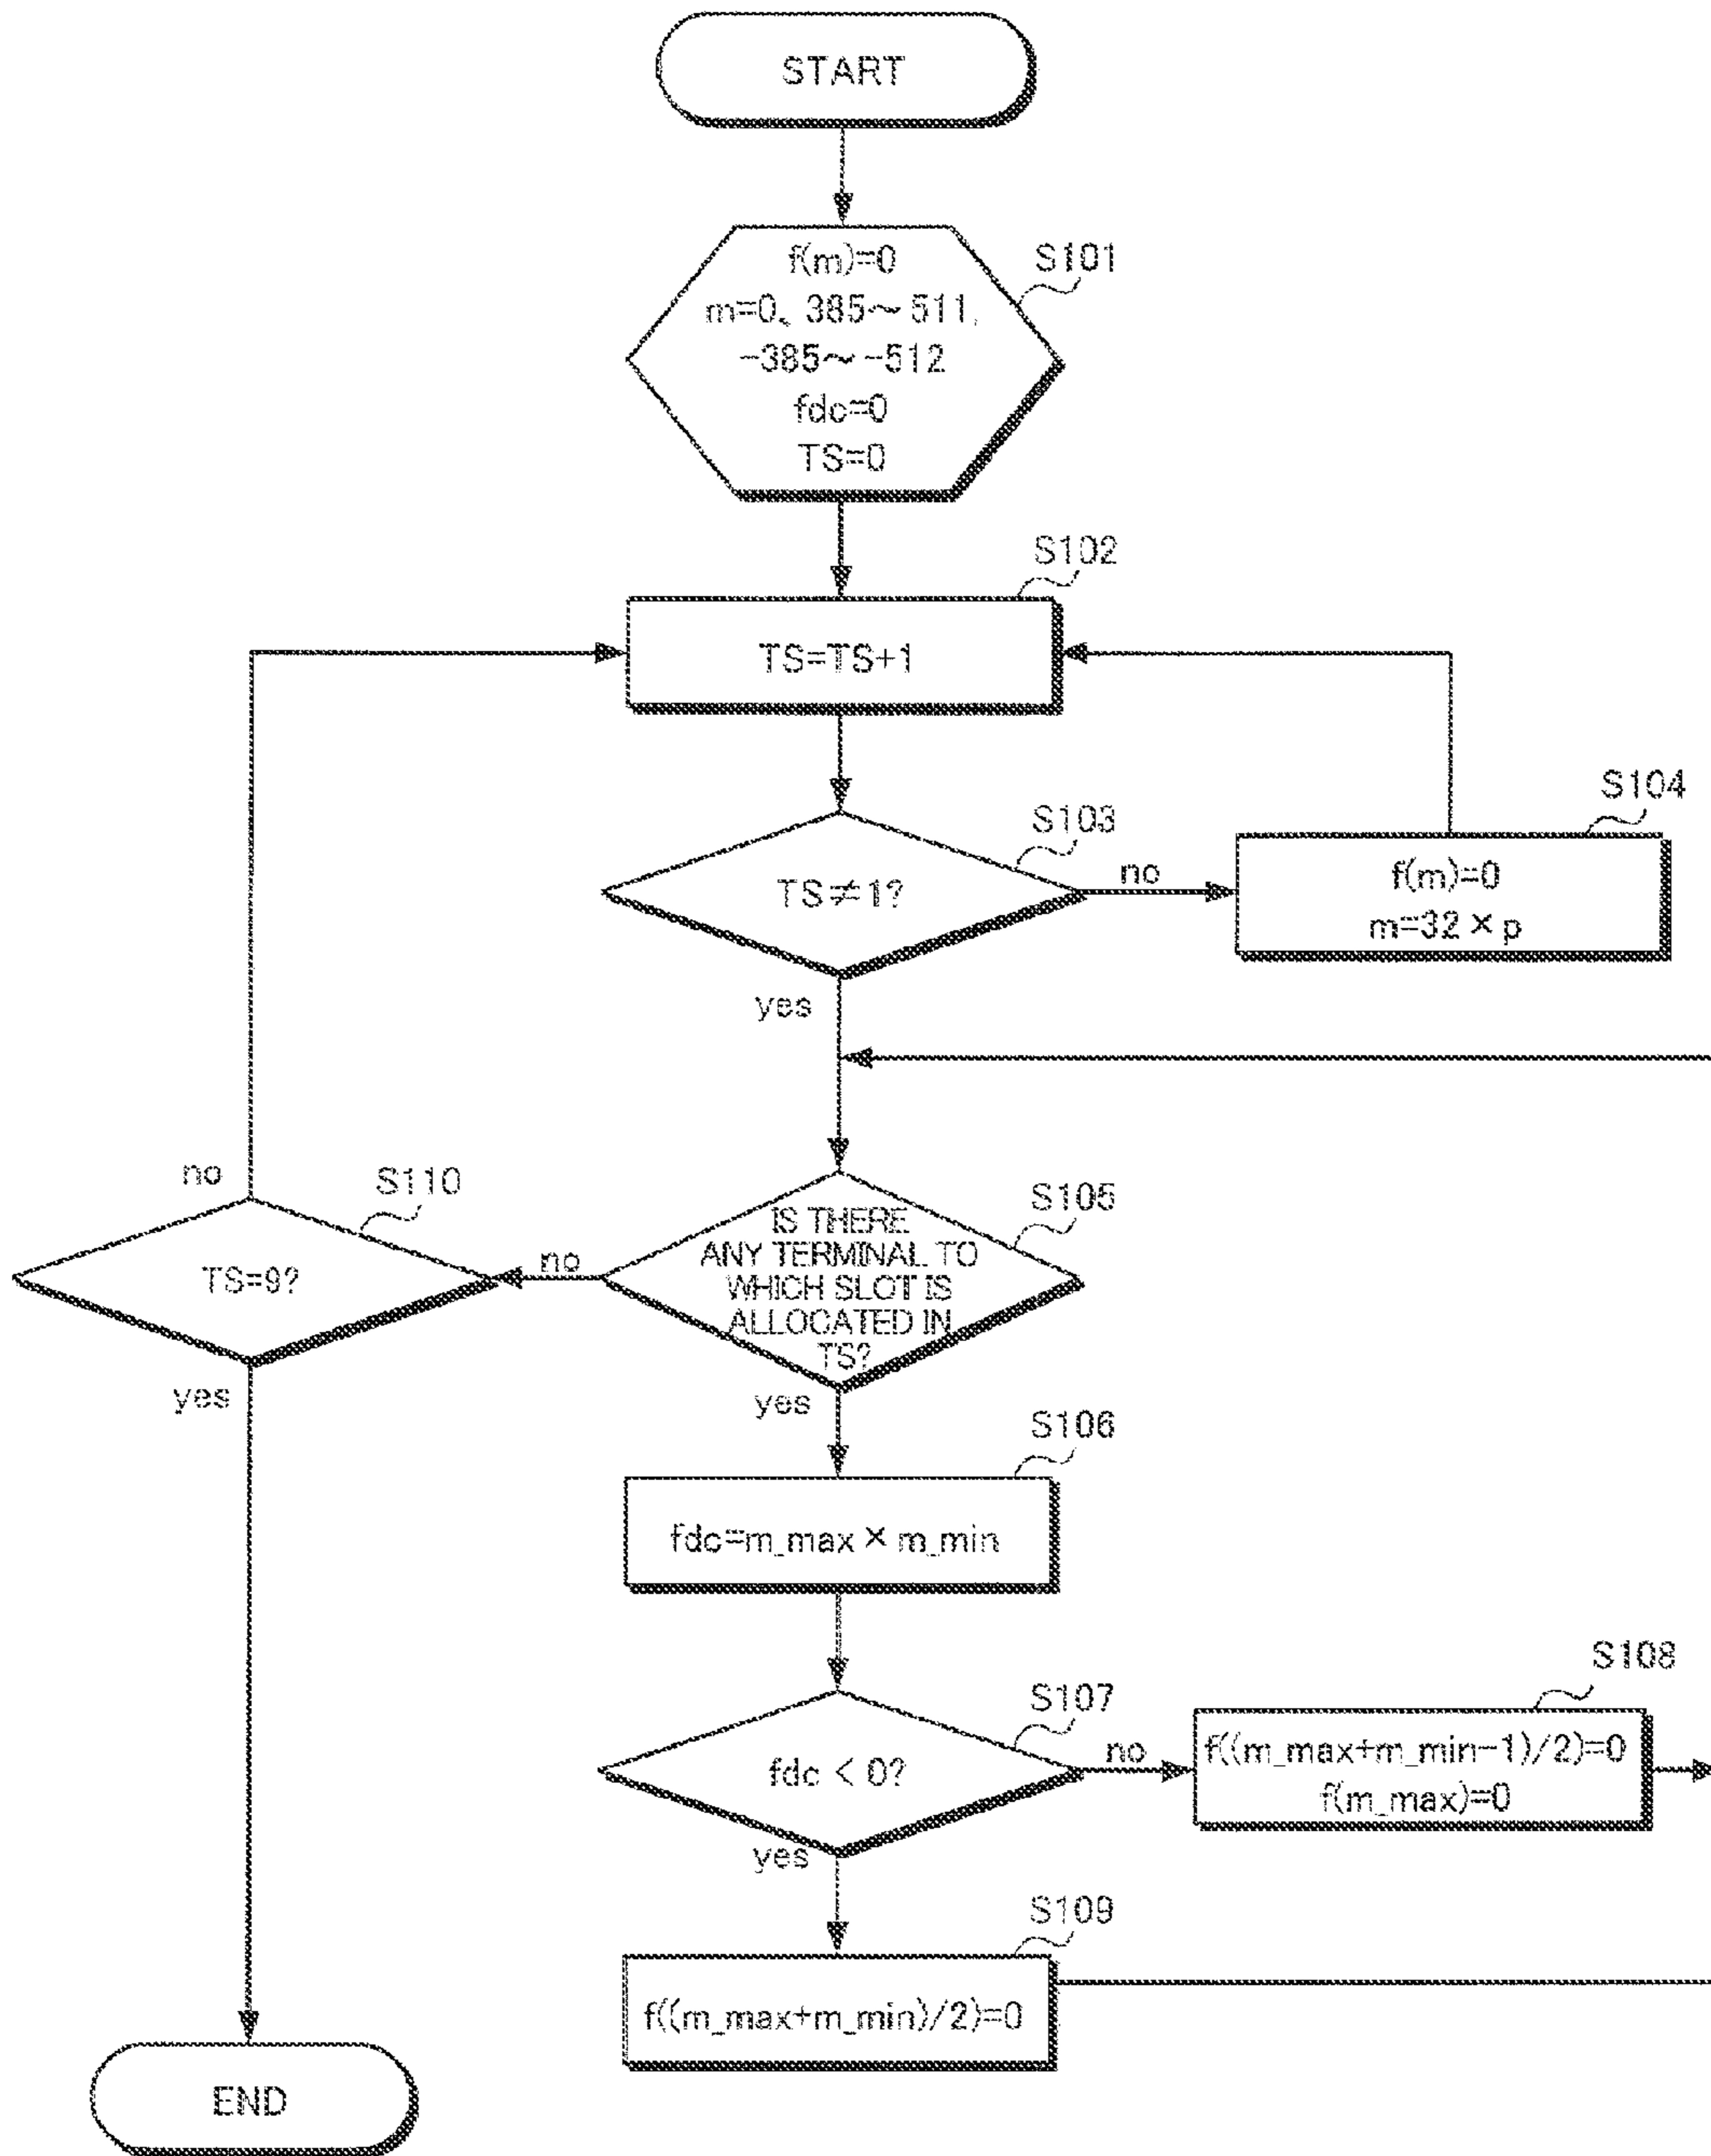 START
S101
f(m)=0
m=0、385～511,
-385～-512
fdc=0
TS=0
S102
TS=TS+1
S103
TS≠1?
no
yes
S104
f(m)=0
m=32×p
S105
IS THERE
ANY TERMINAL TO
WHICH SLOT IS
ALLOCATED IN
TS?
no
yes
S110
TS=9?
no
yes
S106
fdc=m_max×m_min
S107
fdc < 0?
no
yes
S108
f((m_max+m_min-1)/2)=0
f(m_max)=0
S109
f((m_max+m_min)/2)=0
END